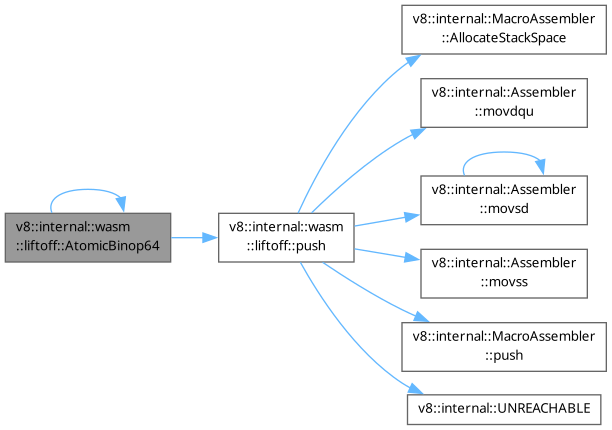 v8::internal::MacroAssembler
::AllocateStackSpace
v8::internal::Assembler
::movdqu
v8::internal::Assembler
::movsd
v8::internal::wasm
::liftoff::AtomicBinop64
v8::internal::wasm
::liftoff::push
v8::internal::Assembler
::movss
v8::internal::MacroAssembler
::push
v8::internal::UNREACHABLE